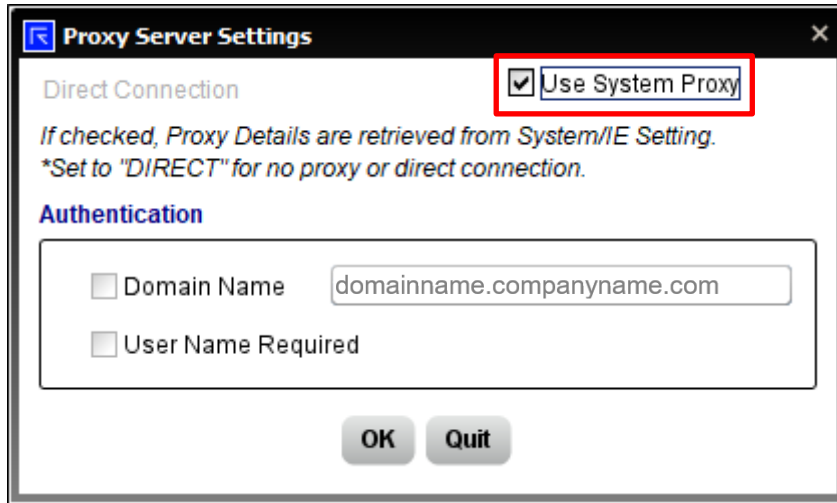 Proxy Server Settings
Direct Connection
Use System Proxy
If checked, Proxy Details are retrieved from System/IE Setting.
*Set to "DIRECT" for no proxy or direct connection.
Authentication
Domain Name domainname.companyname.com
User Name Required
OK Quit